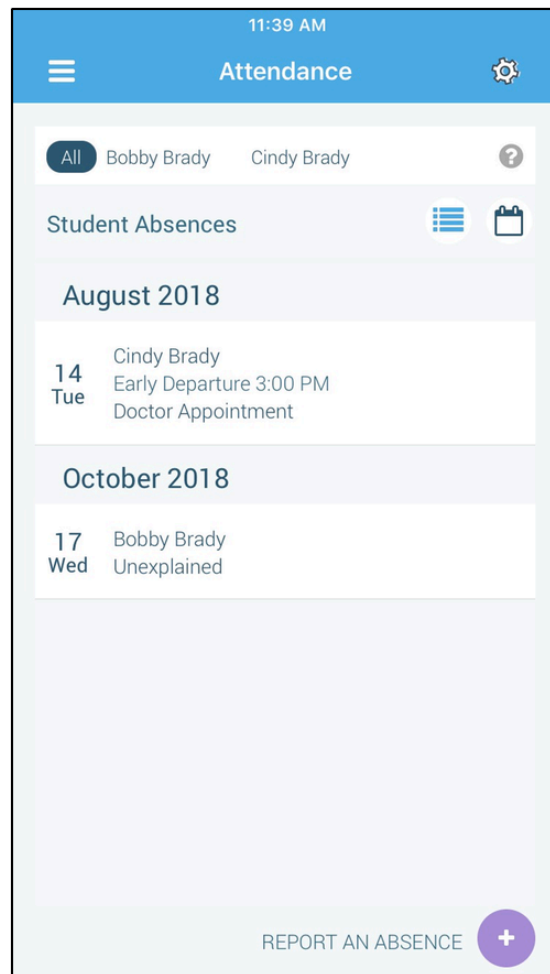 11:39 AM
Attendance
All Bobby Brady Cindy Brady ?
Student Absences
August 2018
14 Tue
Cindy Brady
Early Departure 3:00 PM
Doctor Appointment
October 2018
17 Wed
Bobby Brady
Unexplained
REPORT AN ABSENCE +